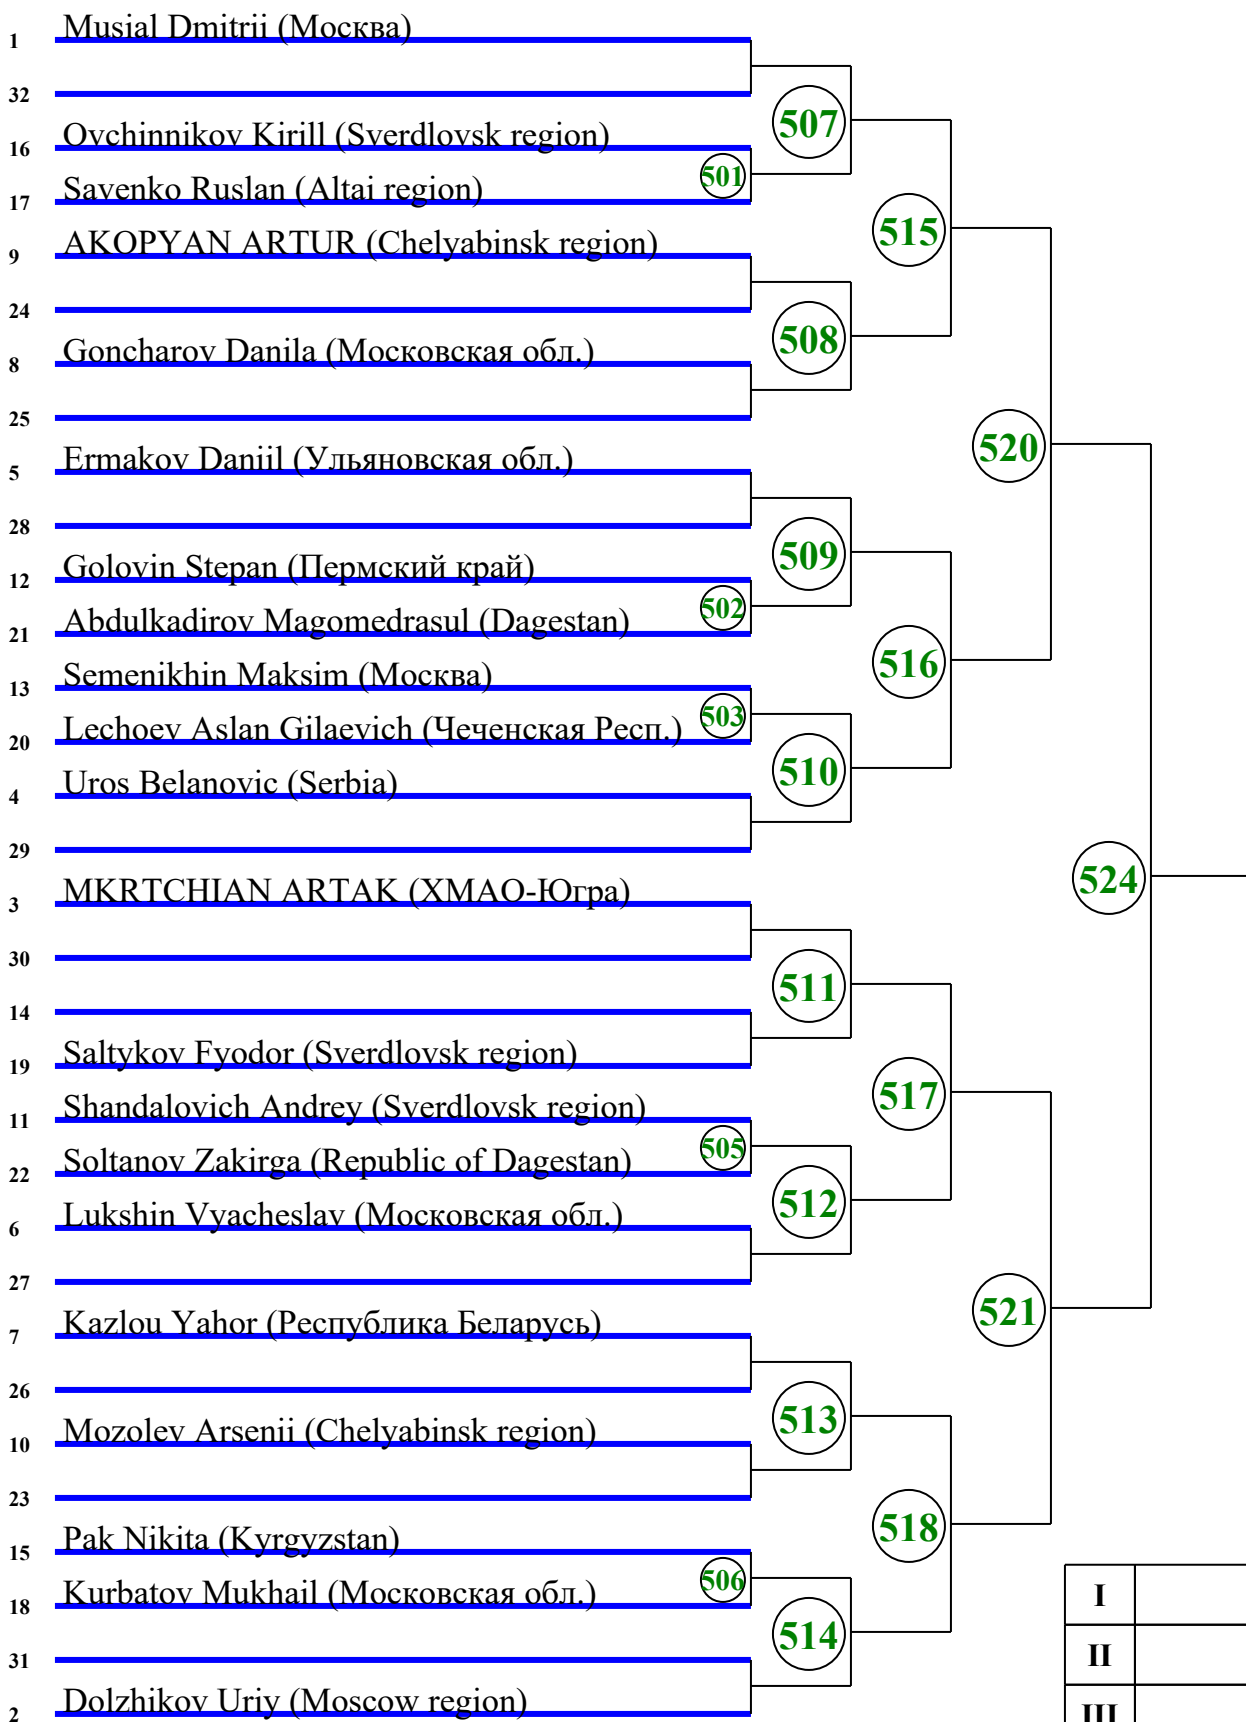 1 Musial Dmitrii (Москва)
32
507
16 Ovchinnikov Kirill (Sverdlovsk region)
501
17 Savenko Ruslan (Altai region)
515
9 AKOPYAN ARTUR (Chelyabinsk region)
24
508
8 Goncharov Danila (Московская обл.)
25
520
5 Ermakov Daniil (Ульяновская обл.)
28
509
12 Golovin Stepan (Пермский край)
502
21 Abdulkadirov Magomedrasul (Dagestan)
516
13 Semenikhin Maksim (Москва)
503
20 Lechoev Aslan Gilaevich (Чеченская Респ.)
510
4 Uros Belanovic (Serbia)
29
524
3 MKRTCHIAN ARTAK (ХМАО-Югра)
30
511
14
19 Saltykov Fyodor (Sverdlovsk region)
517
11 Shandalovich Andrey (Sverdlovsk region)
505
22 Soltanov Zakirga (Republic of Dagestan)
512
6 Lukshin Vyacheslav (Московская обл.)
27
521
7 Kazlou Yahor (Республика Беларусь)
26
513
10 Mozolev Arsenii (Chelyabinsk region)
23
518
15 Pak Nikita (Kyrgyzstan)
506
18 Kurbatov Mukhail (Московская обл.)
514
31
2 Dolzhikov Uriy (Moscow region)
I
II
III